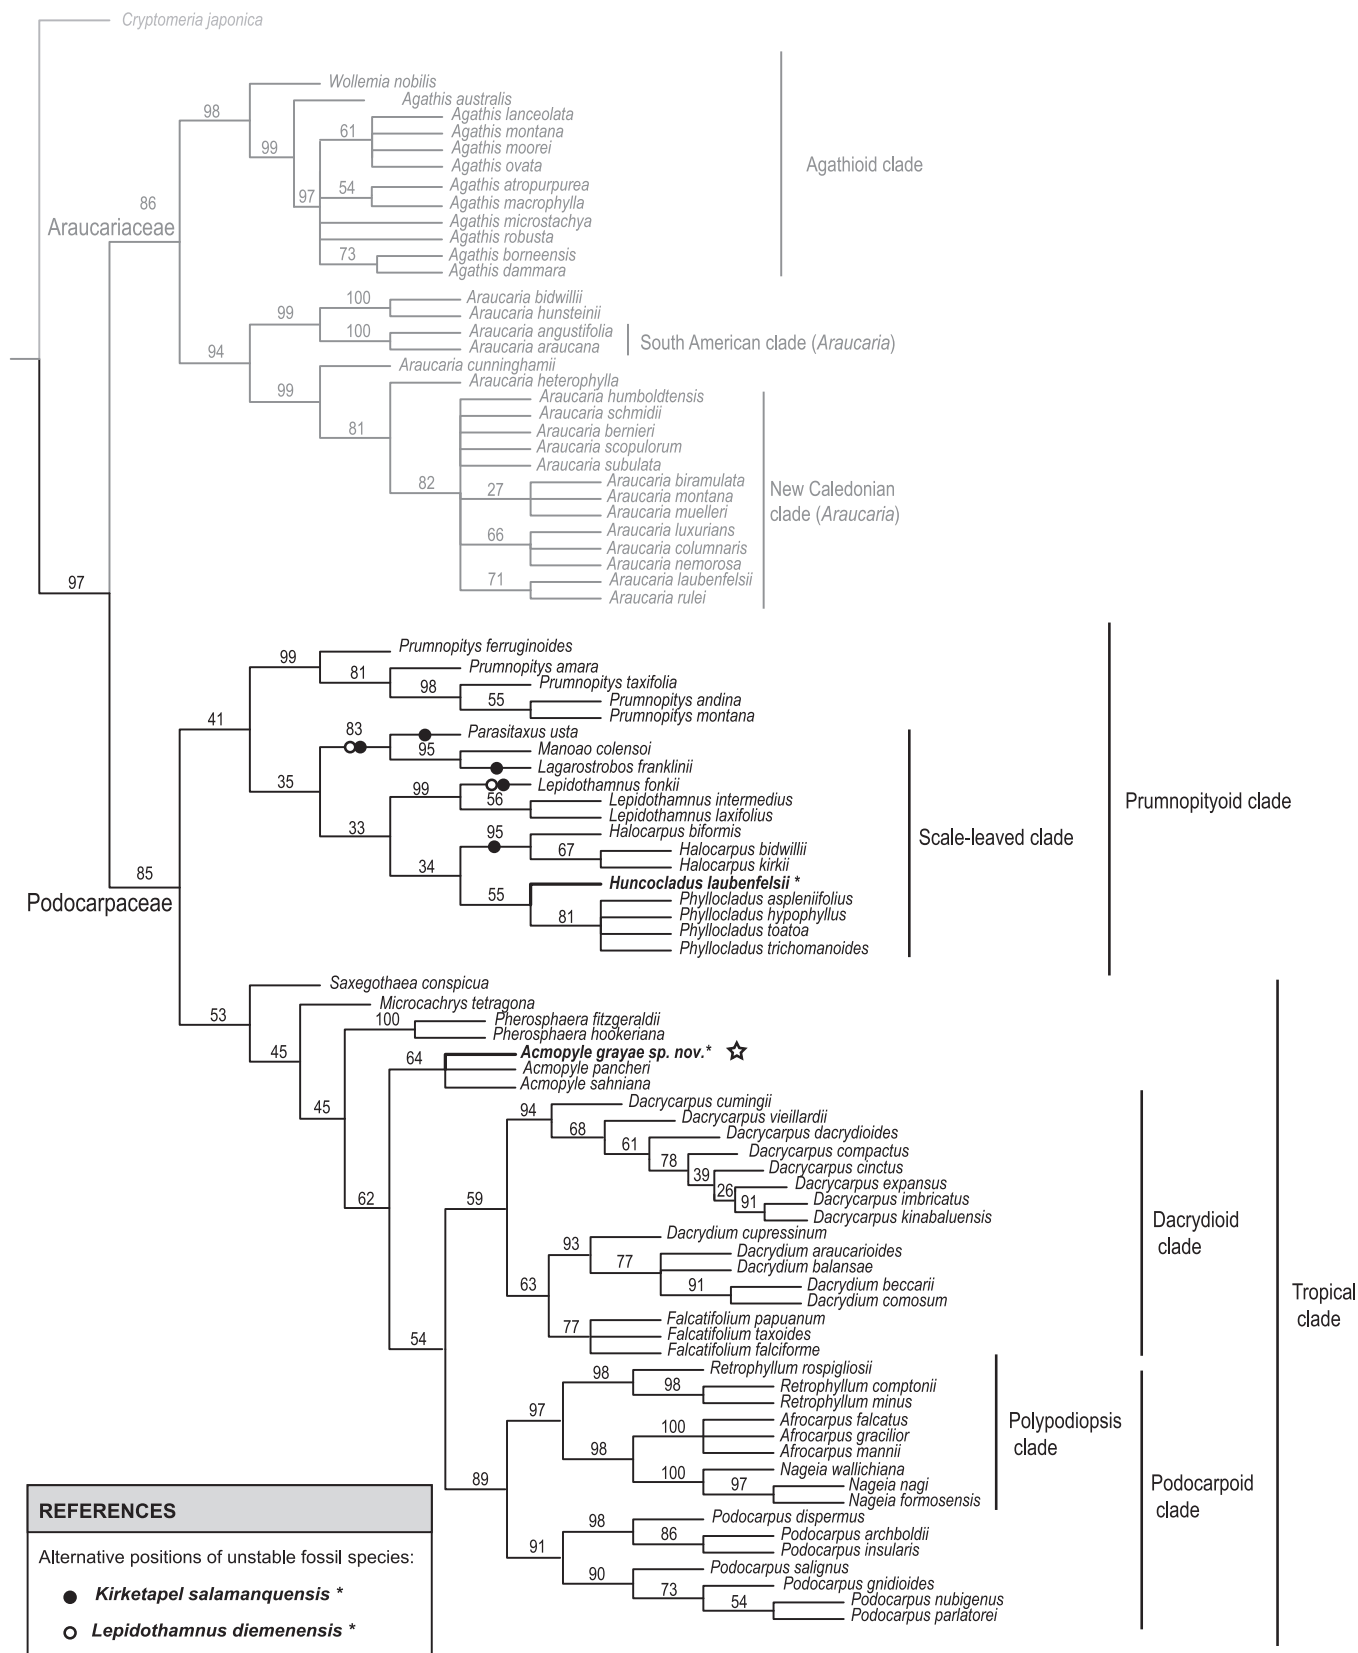 Cryptomeria japonica
Wollemia nobilis
98
Agathis australis
Agathis lanceolata
61
Agathis montana
99
Agathis moorei
Agathis ovata
Agathioid clade
54
Agathis atropurpurea
97
Agathis macrophylla
86
Agathis microstachya
Araucariaceae
Agathis robusta
73
Agathis borneensis
Agathis dammara
100
Araucaria bidwillii
99
Araucaria hunsteinii
100
Araucaria angustifolia
South American clade (Araucaria)
94
Araucaria araucana
Araucaria cunninghamii
99
Araucaria heterophylla
Araucaria humboldtensis
Araucaria schmidii
81
Araucaria bernieri
Araucaria scopulorum
Araucaria subulata
82
27
Araucaria biramulata
New Caledonian
clade (Araucaria)
Araucaria montana
Araucaria muelleri
66
Araucaria luxurians
Araucaria columnaris
Araucaria nemorosa
97
71
Araucaria laubenfelsii
Araucaria rulei
99
Prumnopitys ferruginoides
81
Prumnopitys amara
98
Prumnopitys taxifolia
55
Prumnopitys andina
Prumnopitys montana
41
83
Parasitaxus usta
95
Manoao colensoi
Lagarostrobos franklinii
35
99
Lepidothamnus fonkii
56
Lepidothamnus intermedius
Lepidothamnus laxifolius
Prumnopityoid clade
33
95
Halocarpus biformis
Scale-leaved clade
67
Halocarpus bidwillii
Halocarpus kirkii
34
85
Podocarpaceae
55
Huncocladus laubenfelsii *
Phyllocladus aspleniifolius
81
Phyllocladus hypophyllus
Phyllocladus toatoa
Phyllocladus trichomanoides
Saxegothaea conspicua
53
Microcachrys tetragona
100
Pherosphaera fitzgeraldii
Pherosphaera hookeriana
45
64
Acmopyle grayae sp. nov.*
Acmopyle pancheri
Acmopyle sahniana
45
94
Dacrycarpus cumingii
68
Dacrycarpus vieillardii
61
Dacrycarpus dacrydioides
78
Dacrycarpus compactus
39
Dacrycarpus cinctus
26
Dacrycarpus expansus
91
Dacrycarpus imbricatus
Dacrycarpus kinabaluensis
62
59
Dacrydioid
clade
93
Dacrydium cupressinum
77
Dacrydium araucarioides
Dacrydium balansae
63
91
Dacrydium beccarii
Dacrydium comosum
Tropical
clade
77
Falcatifolium papuanum
Falcatifolium taxoides
Falcatifolium falciforme
54
98
Retrophyllum rospigliosii
98
Retrophyllum comptonii
Retrophyllum minus
97
100
Afrocarpus falcatus
Polypodiopsis
clade
Afrocarpus gracilior
98
Afrocarpus mannii
100
Nageia wallichiana
89
97
Nageia nagi
Nageia formosensis
Podocarpoid
clade
98
Podocarpus dispermus
86
Podocarpus archboldii
91
Podocarpus insularis
90
Podocarpus salignus
73
Podocarpus gnidioides
54
Podocarpus nubigenus
Podocarpus parlatorei
REFERENCES
Alternative positions of unstable fossil species:
Kirketapel salamanquensis *
Lepidothamnus diemenensis *